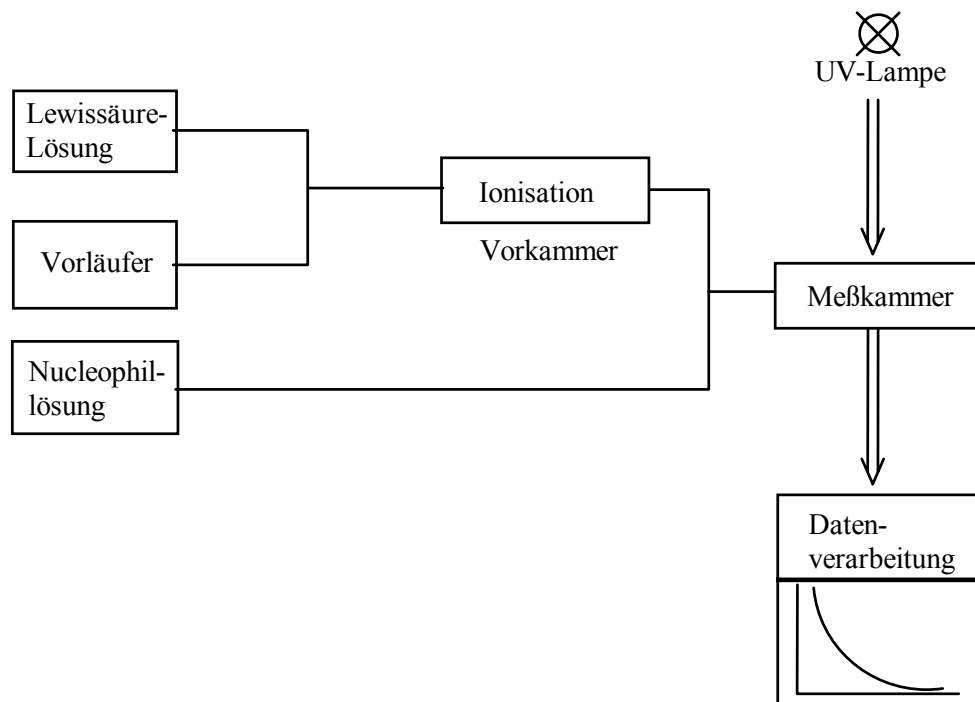 UV-Lampe
Lewissäure-
Lösung
Ionisation
Vorkammer
Vorläufer
Meßkammer
Nucleophil-
lösung
Daten-
verarbeitung